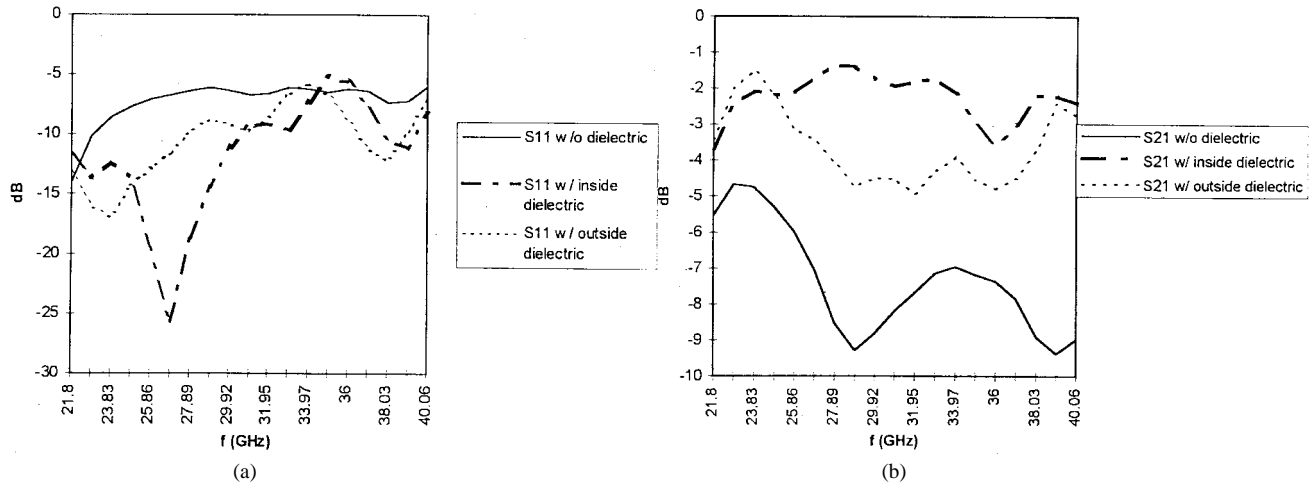 0
-5
-10
-15
-20
-25
-30
dB
21.8
23.83
25.86
27.89
29.92
31.95
33.97
36
38.03
40.06
f (GHz)
S11 w/o dielectric
S11 w/ inside
dielectric
S11 w/ outside
dielectric
(a)
0
-1
-2
-3
-4
-5
-6
-7
-8
-9
-10
dB
21.8
23.83
25.86
27.89
29.92
31.95
33.97
36
38.03
40.06
f (GHz)
S21 w/o dielectric
S21 w/ inside dielectric
S21 w/ outside dielectric
(b)